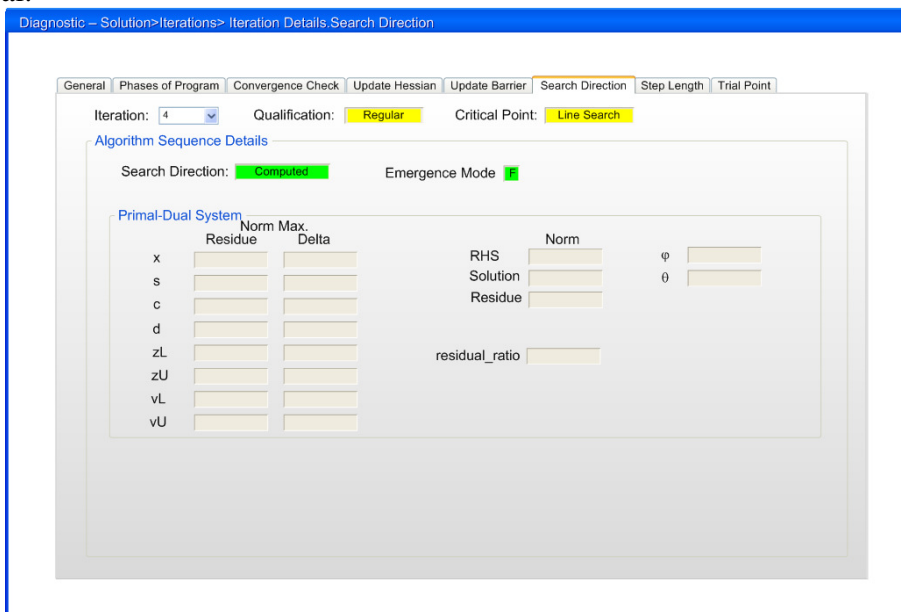 Diagnostic – Solution>Iterations> Iteration Details.Search Direction
General Phases of Program Convergence Check Update Hessian Update Barrier Search Direction Step Length Trial Point
Iteration: 4 Qualification: Regular Critical Point: Line Search
Algorithm Sequence Details
Search Direction: Computed Emergence Mode F
Primal-Dual System
Norm Max.
Residue Delta Norm
x RHS φ
s Solution θ
c Residue
d
zL residual_ratio
zU
vL
vU